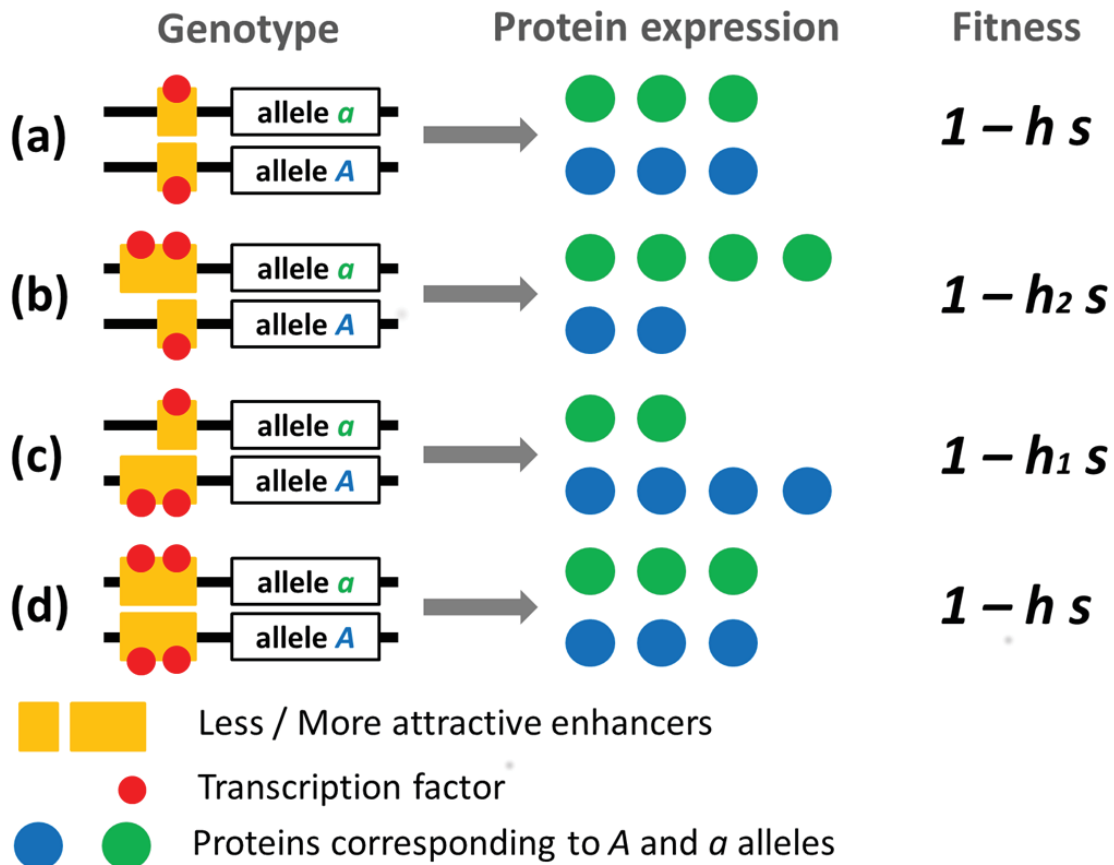 Genotype Protein expression Fitness
(a) allele a 1 – h s
allele A
(b) allele a 1 – h2 s
allele A
(c) allele a 1 – h1 s
allele A
(d) allele a 1 – h s
allele A
Less / More attractive enhancers
Transcription factor
Proteins corresponding to A and a alleles